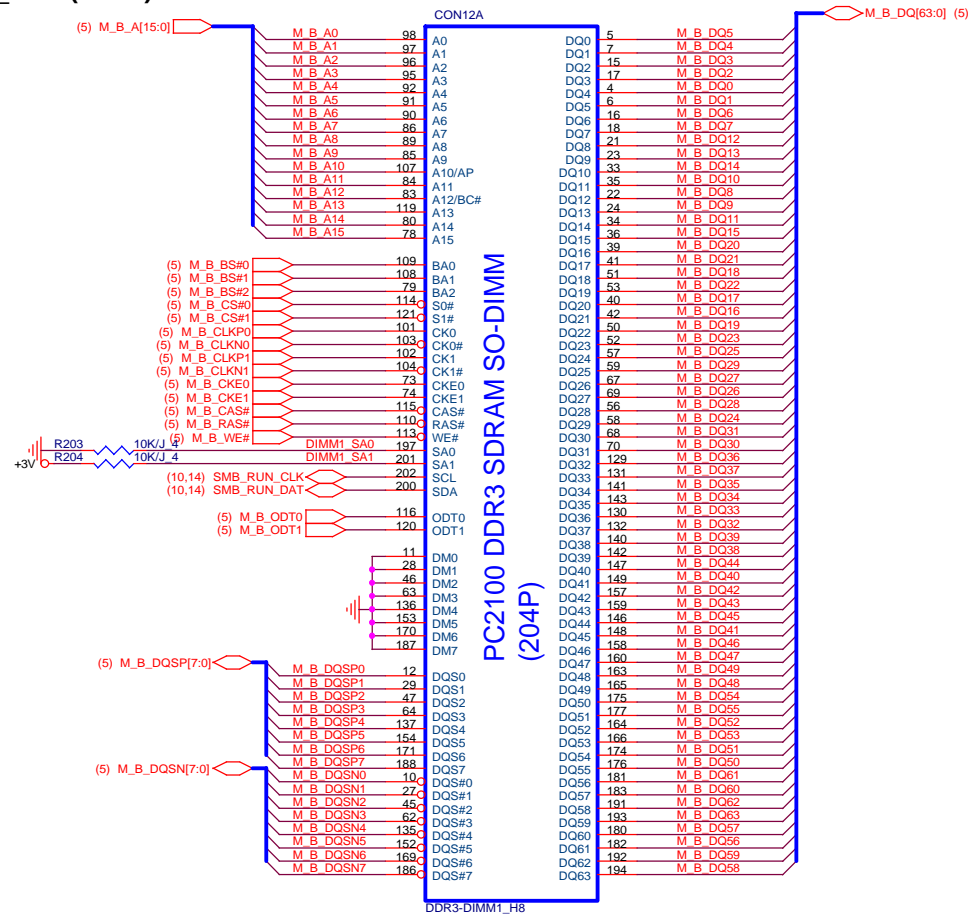 CON12A
(5) M_B_A[15:0]
M_B_A0 98 A0
M_B_A1 97 A1
M_B_A2 96 A2
M_B_A3 95 A3
M_B_A4 92 A4
M_B_A5 91 A5
M_B_A6 90 A6
M_B_A7 86 A7
M_B_A8 89 A8
M_B_A9 85 A9
M_B_A10 107 A10/AP
M_B_A11 84 A11
M_B_A12 83 A12/BC#
M_B_A13 119 A13
M_B_A14 80 A14
M_B_A15 78 A15
(5) M_B_BS#0 109 BA0
(5) M_B_BS#1 108 BA1
(5) M_B_BS#2 79 BA2
(5) M_B_CS#0 114 S0#
(5) M_B_CS#1 121 S1#
(5) M_B_CLKP0 101 CK0
(5) M_B_CLKN0 103 CK0#
(5) M_B_CLKP1 102 CK1
(5) M_B_CLKN1 104 CK1#
(5) M_B_CKE0 73 CKE0
(5) M_B_CKE1 74 CKE1
(5) M_B_CAS# 115 CAS#
(5) M_B_RAS# 110 RAS#
(5) M_B_WE# 113 WE#
R203 10K/J_4 DIMM1_SA0 197 SA0
+3V R204 10K/J_4 DIMM1_SA1 201 SA1
(10,14) SMB_RUN_CLK 202 SCL
(10,14) SMB_RUN_DAT 200 SDA
(5) M_B_ODT0 116 ODT0
(5) M_B_ODT1 120 ODT1
11 DM0
28 DM1
46 DM2
63 DM3
136 DM4
153 DM5
170 DM6
187 DM7
(5) M_B_DQSP[7:0]
M_B_DQSP0 12 DQS0
M_B_DQSP1 29 DQS1
M_B_DQSP2 47 DQS2
M_B_DQSP3 64 DQS3
M_B_DQSP4 137 DQS4
M_B_DQSP5 154 DQS5
M_B_DQSP6 171 DQS6
M_B_DQSP7 188 DQS7
(5) M_B_DQSN[7:0]
M_B_DQSN0 10 DQS#0
M_B_DQSN1 27 DQS#1
M_B_DQSN2 45 DQS#2
M_B_DQSN3 62 DQS#3
M_B_DQSN4 135 DQS#4
M_B_DQSN5 152 DQS#5
M_B_DQSN6 169 DQS#6
M_B_DQSN7 186 DQS#7
PC2100 DDR3 SDRAM SO-DIMM
(204P)
M_B_DQ[63:0] (5)
DQ0 5 M_B_DQ5
DQ1 7 M_B_DQ4
DQ2 15 M_B_DQ3
DQ3 17 M_B_DQ2
DQ4 4 M_B_DQ0
DQ5 6 M_B_DQ1
DQ6 16 M_B_DQ6
DQ7 18 M_B_DQ7
DQ8 21 M_B_DQ12
DQ9 23 M_B_DQ13
DQ10 33 M_B_DQ14
DQ11 35 M_B_DQ10
DQ12 22 M_B_DQ8
DQ13 24 M_B_DQ9
DQ14 34 M_B_DQ11
DQ15 36 M_B_DQ15
DQ16 39 M_B_DQ20
DQ17 41 M_B_DQ21
DQ18 51 M_B_DQ18
DQ19 53 M_B_DQ22
DQ20 40 M_B_DQ17
DQ21 42 M_B_DQ16
DQ22 50 M_B_DQ19
DQ23 52 M_B_DQ23
DQ24 57 M_B_DQ25
DQ25 59 M_B_DQ29
DQ26 67 M_B_DQ27
DQ27 69 M_B_DQ26
DQ28 56 M_B_DQ28
DQ29 58 M_B_DQ24
DQ30 68 M_B_DQ31
DQ31 70 M_B_DQ30
DQ32 129 M_B_DQ36
DQ33 131 M_B_DQ37
DQ34 141 M_B_DQ35
DQ35 143 M_B_DQ34
DQ36 130 M_B_DQ33
DQ37 132 M_B_DQ32
DQ38 140 M_B_DQ39
DQ39 142 M_B_DQ38
DQ40 147 M_B_DQ44
DQ41 149 M_B_DQ40
DQ42 157 M_B_DQ42
DQ43 159 M_B_DQ43
DQ44 146 M_B_DQ45
DQ45 148 M_B_DQ41
DQ46 158 M_B_DQ46
DQ47 160 M_B_DQ47
DQ48 163 M_B_DQ49
DQ49 165 M_B_DQ48
DQ50 175 M_B_DQ54
DQ51 177 M_B_DQ55
DQ52 164 M_B_DQ52
DQ53 166 M_B_DQ53
DQ54 174 M_B_DQ51
DQ55 176 M_B_DQ50
DQ56 181 M_B_DQ61
DQ57 183 M_B_DQ60
DQ58 191 M_B_DQ62
DQ59 193 M_B_DQ63
DQ60 180 M_B_DQ57
DQ61 182 M_B_DQ56
DQ62 192 M_B_DQ59
DQ63 194 M_B_DQ58
DDR3-DIMM1_H8